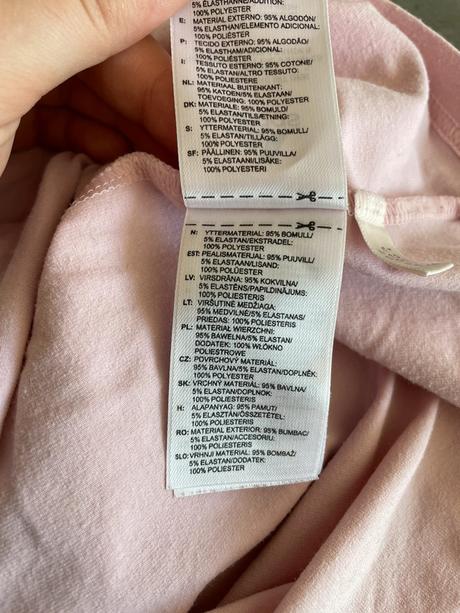 5% ELASTHANNE/ADDITION:
100% POLYESTER
E: MATERIAL EXTERNO: 95% ALGODÓN/
5% ELASTHAN/ELEMENTO ADICIONAL:
100% POLIÉSTER
P: TECIDO EXTERNO: 95% ALGODÃO/
5% ELASTHAM/ADICIONAL:
100% POLIÉSTER
I: TESSUTO ESTERNO: 95% COTONE/
5% ELASTAN/ALTRO TESSUTO:
100% POLIESTERE
NL: MATERIAAL BUITENKANT:
95% KATOEN/5% ELASTAAN/
TOEVOEGING: 100% POLYESTER
DK: MATERIALE: 95% BOMULD/
5% ELASTAN/TILSÆTNING:
100% POLYESTER
S: YTTERMATERIAL: 95% BOMULL/
5% ELASTAN/TILLÄGG:
100% POLYESTER
SF: PÄÄLLINEN: 95% PUUVILLA/
5% ELASTAANI/LISÄKE:
100% POLYESTERI
N: YTTERMATERIAL: 95% BOMULL/
5% ELASTAN/EKSTRADEL:
100% POLYESTER
EST: PEALISMATERJAL: 95% PUUVILL/
5% ELASTAAN/LISAND:
100% POLÜESTER
LV: VIRSDRĀNA: 95% KOKVILNA/
5% ELASTĒNS/PAPILDINĀJUMS:
100% POLIESTERIS
LT: VIRŠUTINĖ MEDŽIAGA:
95% MEDVILNĖ/5% ELASTANAS/
PRIEDAS: 100% POLIESTERIS
PL: MATERIAŁ WIERZCHNI:
95% BAWEŁNA/5% ELASTAN/
DODATEK: 100% WŁÓKNO
POLIESTROWE
CZ: POVRCHOVÝ MATERIÁL:
95% BAVLNA/5% ELASTAN/DOPLNĚK:
100% POLYESTER
SK: VRCHNÝ MATERIÁL: 95% BAVLNA/
5% ELASTAN/DOPLNOK:
100% POLYESTER
H: ALAPANYAG: 95% PAMUT/
5% ELASZTÁN/ÖSSZETÉTEL:
100% POLIÉSZTER
RO: MATERIAL EXTERIOR: 95% BUMBAC/
5% ELASTAN/ACCESORIU:
100% POLIESTER
SLO: VRHNJI MATERIAL: 95% BOMBAŽ/
5% ELASTAN/DODATEK:
100% POLIESTER